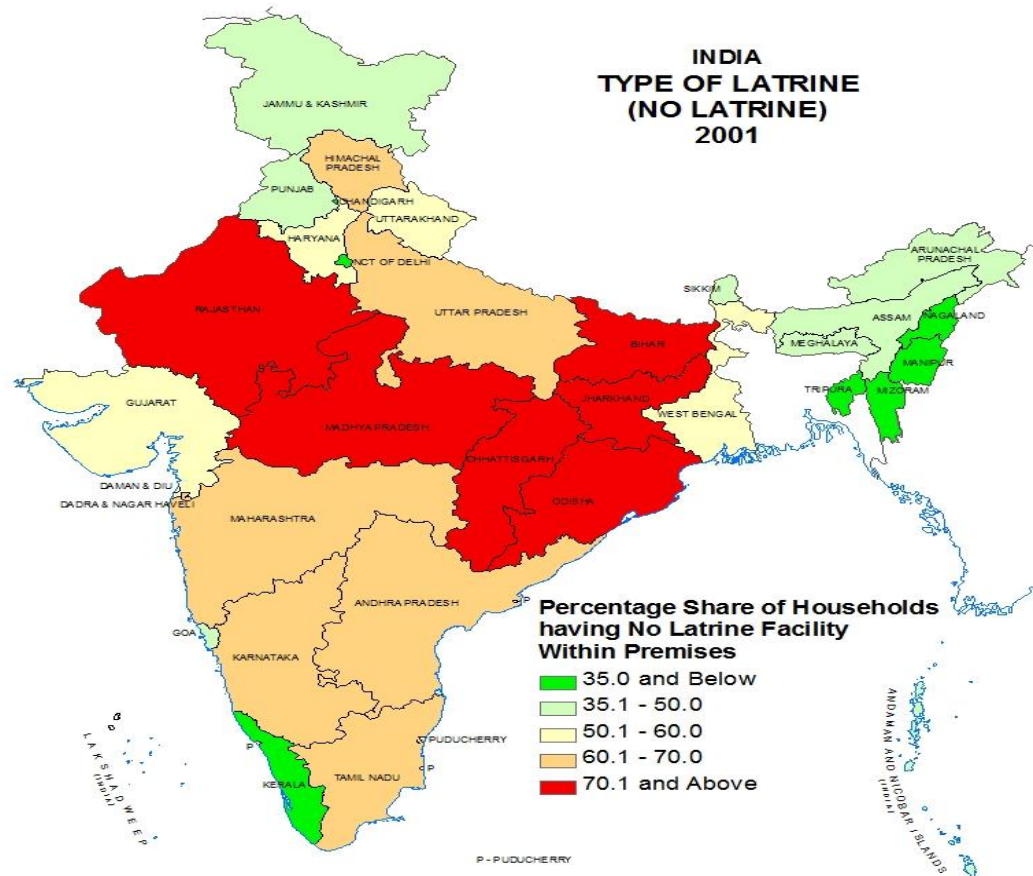 INDIA
TYPE OF LATRINE
(NO LATRINE)
2001
JAMMU & KASHMIR
HIMACHAL
PRADESH
PUNJAB
CHANDIGARH
UTTARAKHAND
HARYANA
NCT OF DELHI
ARUNACHAL
PRADESH
SIKKIM
RAJASTHAN
UTTAR PRADESH
ASSAM
NAGALAND
BIHAR
MEGHALAYA
MANIPUR
TRIPURA
MIZORAM
JHARKHAND
GUJARAT
WEST BENGAL
MADHYA PRADESH
CHHATTISGARH
DAMAN & DIU
DADRA & NAGAR HAVELI
ODISHA
MAHARASHTRA
ANDHRA PRADESH
P
GOA
KARNATAKA
Percentage Share of Households
having No Latrine Facility
Within Premises
35.0 and Below
35.1 - 50.0
50.1 - 60.0
60.1 - 70.0
70.1 and Above
PUDUCHERRY
P
P
KERALA
TAMIL NADU
LAKSHADWEEP
(INDIA)
ANDAMAN AND NICOBAR ISLANDS
(INDIA)
P - PUDUCHERRY